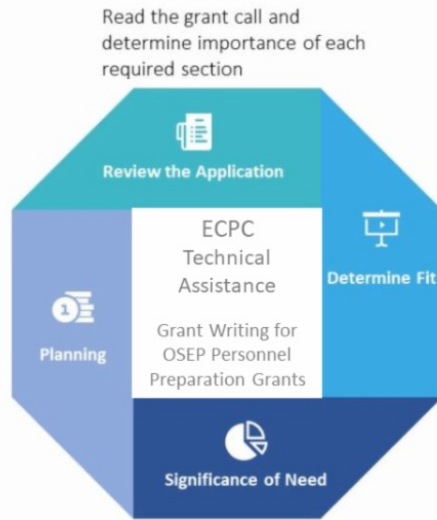 Read the grant call and
determine importance of each
required section
Review the Application
ECPC
Technical
Assistance
Grant Writing for
OSEP Personnel
Preparation Grants
Determine Fit
1
Planning
Significance of Need